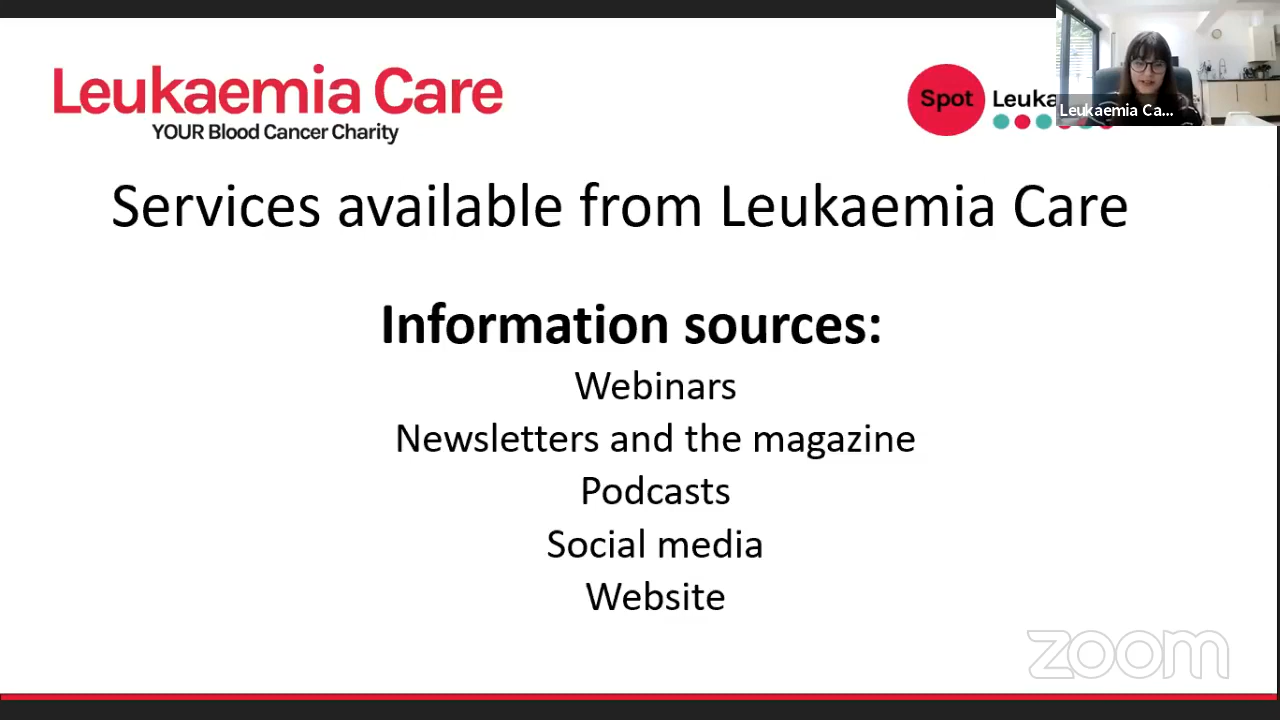 Leukaemia Care
YOUR Blood Cancer Charity
Spot
Leuka
Leukaemia Ca...
Services available from Leukaemia Care
Information sources:
Webinars
Newsletters and the magazine
Podcasts
Social media
Website
zoom